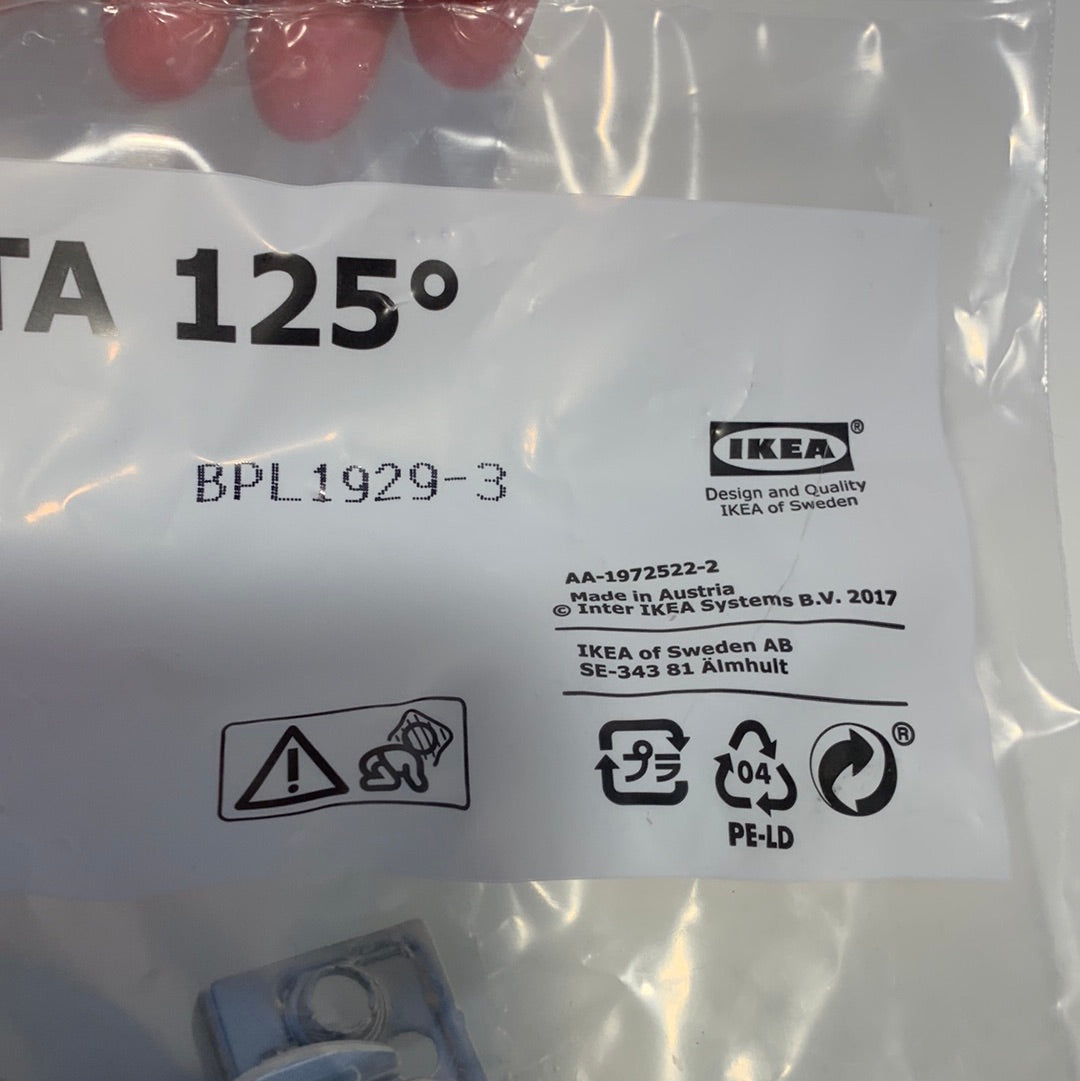 TA 125°
BPL1929-3
IKEA®
Design and Quality
IKEA of Sweden
AA-1972522-2
Made in Austria
© Inter IKEA Systems B.V. 2017
IKEA of Sweden AB
SE-343 81 Älmhult
プラ
04
®
PE-LD